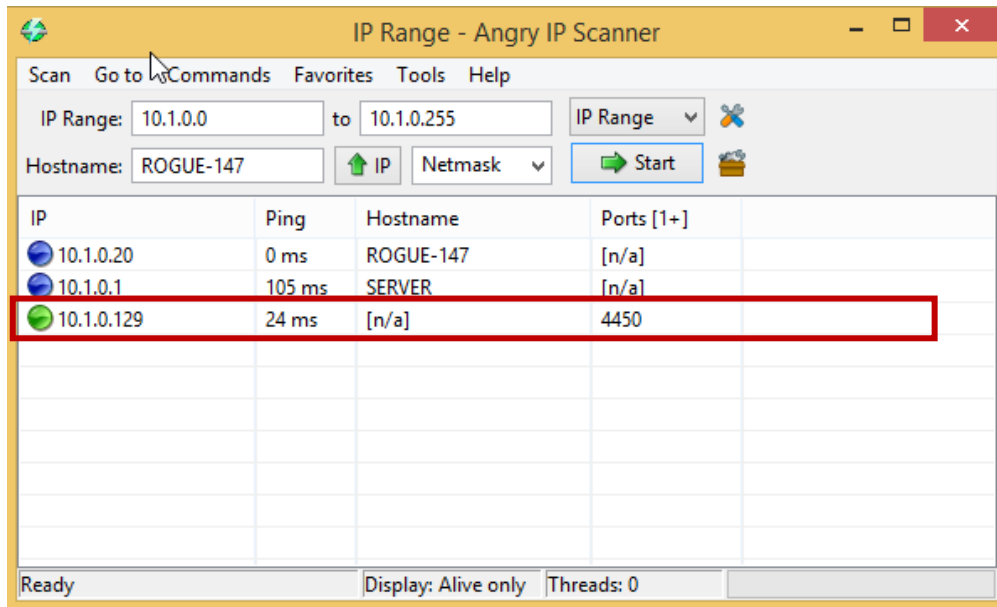 IP Range - Angry IP Scanner
Scan Go to Commands Favorites Tools Help
IP Range: 10.1.0.0 to 10.1.0.255 IP Range
Hostname: ROGUE-147 IP Netmask Start
IP Ping Hostname Ports [1+]
10.1.0.20 0 ms ROGUE-147 [n/a]
10.1.0.1 105 ms SERVER [n/a]
10.1.0.129 24 ms [n/a] 4450
Ready Display: Alive only Threads: 0